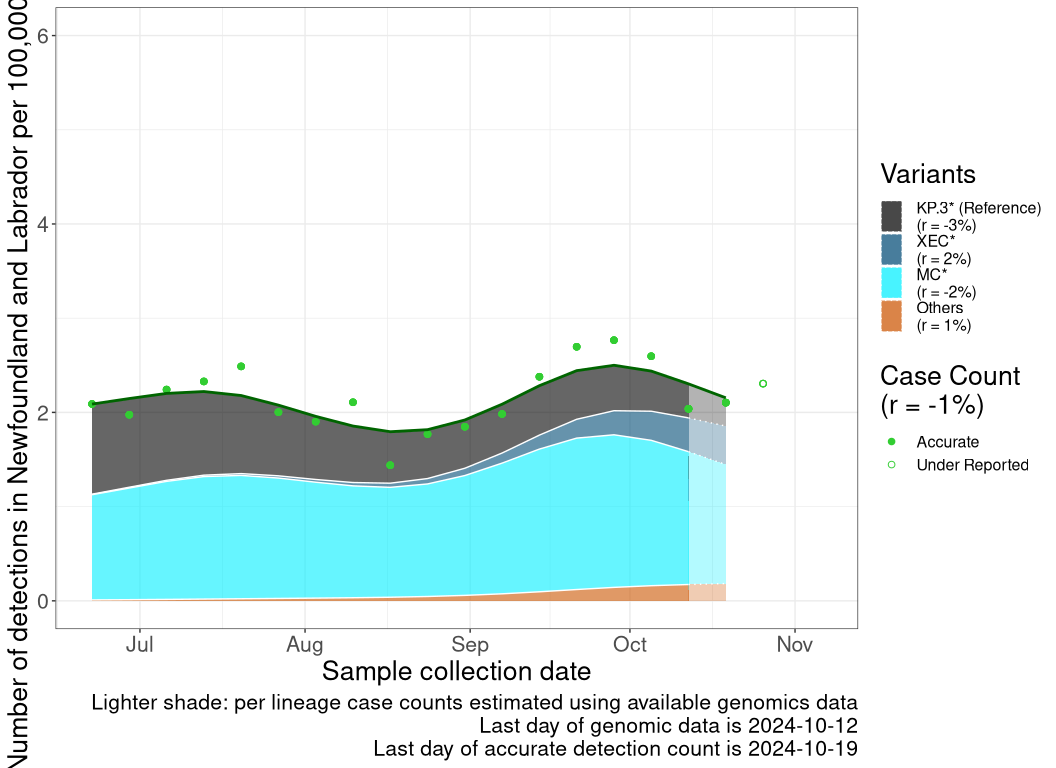 Number of detections in Newfoundland and Labrador per 100,000
6
4
2
0
Jul
Aug
Sep
Oct
Nov
Sample collection date
Lighter shade: per lineage case counts estimated using available genomics data
Last day of genomic data is 2024-10-12
Last day of accurate detection count is 2024-10-19
Variants
KP.3* (Reference)
(r = -3%)
XEC*
(r = 2%)
MC*
(r = -2%)
Others
(r = 1%)
Case Count
(r = -1%)
Accurate
Under Reported